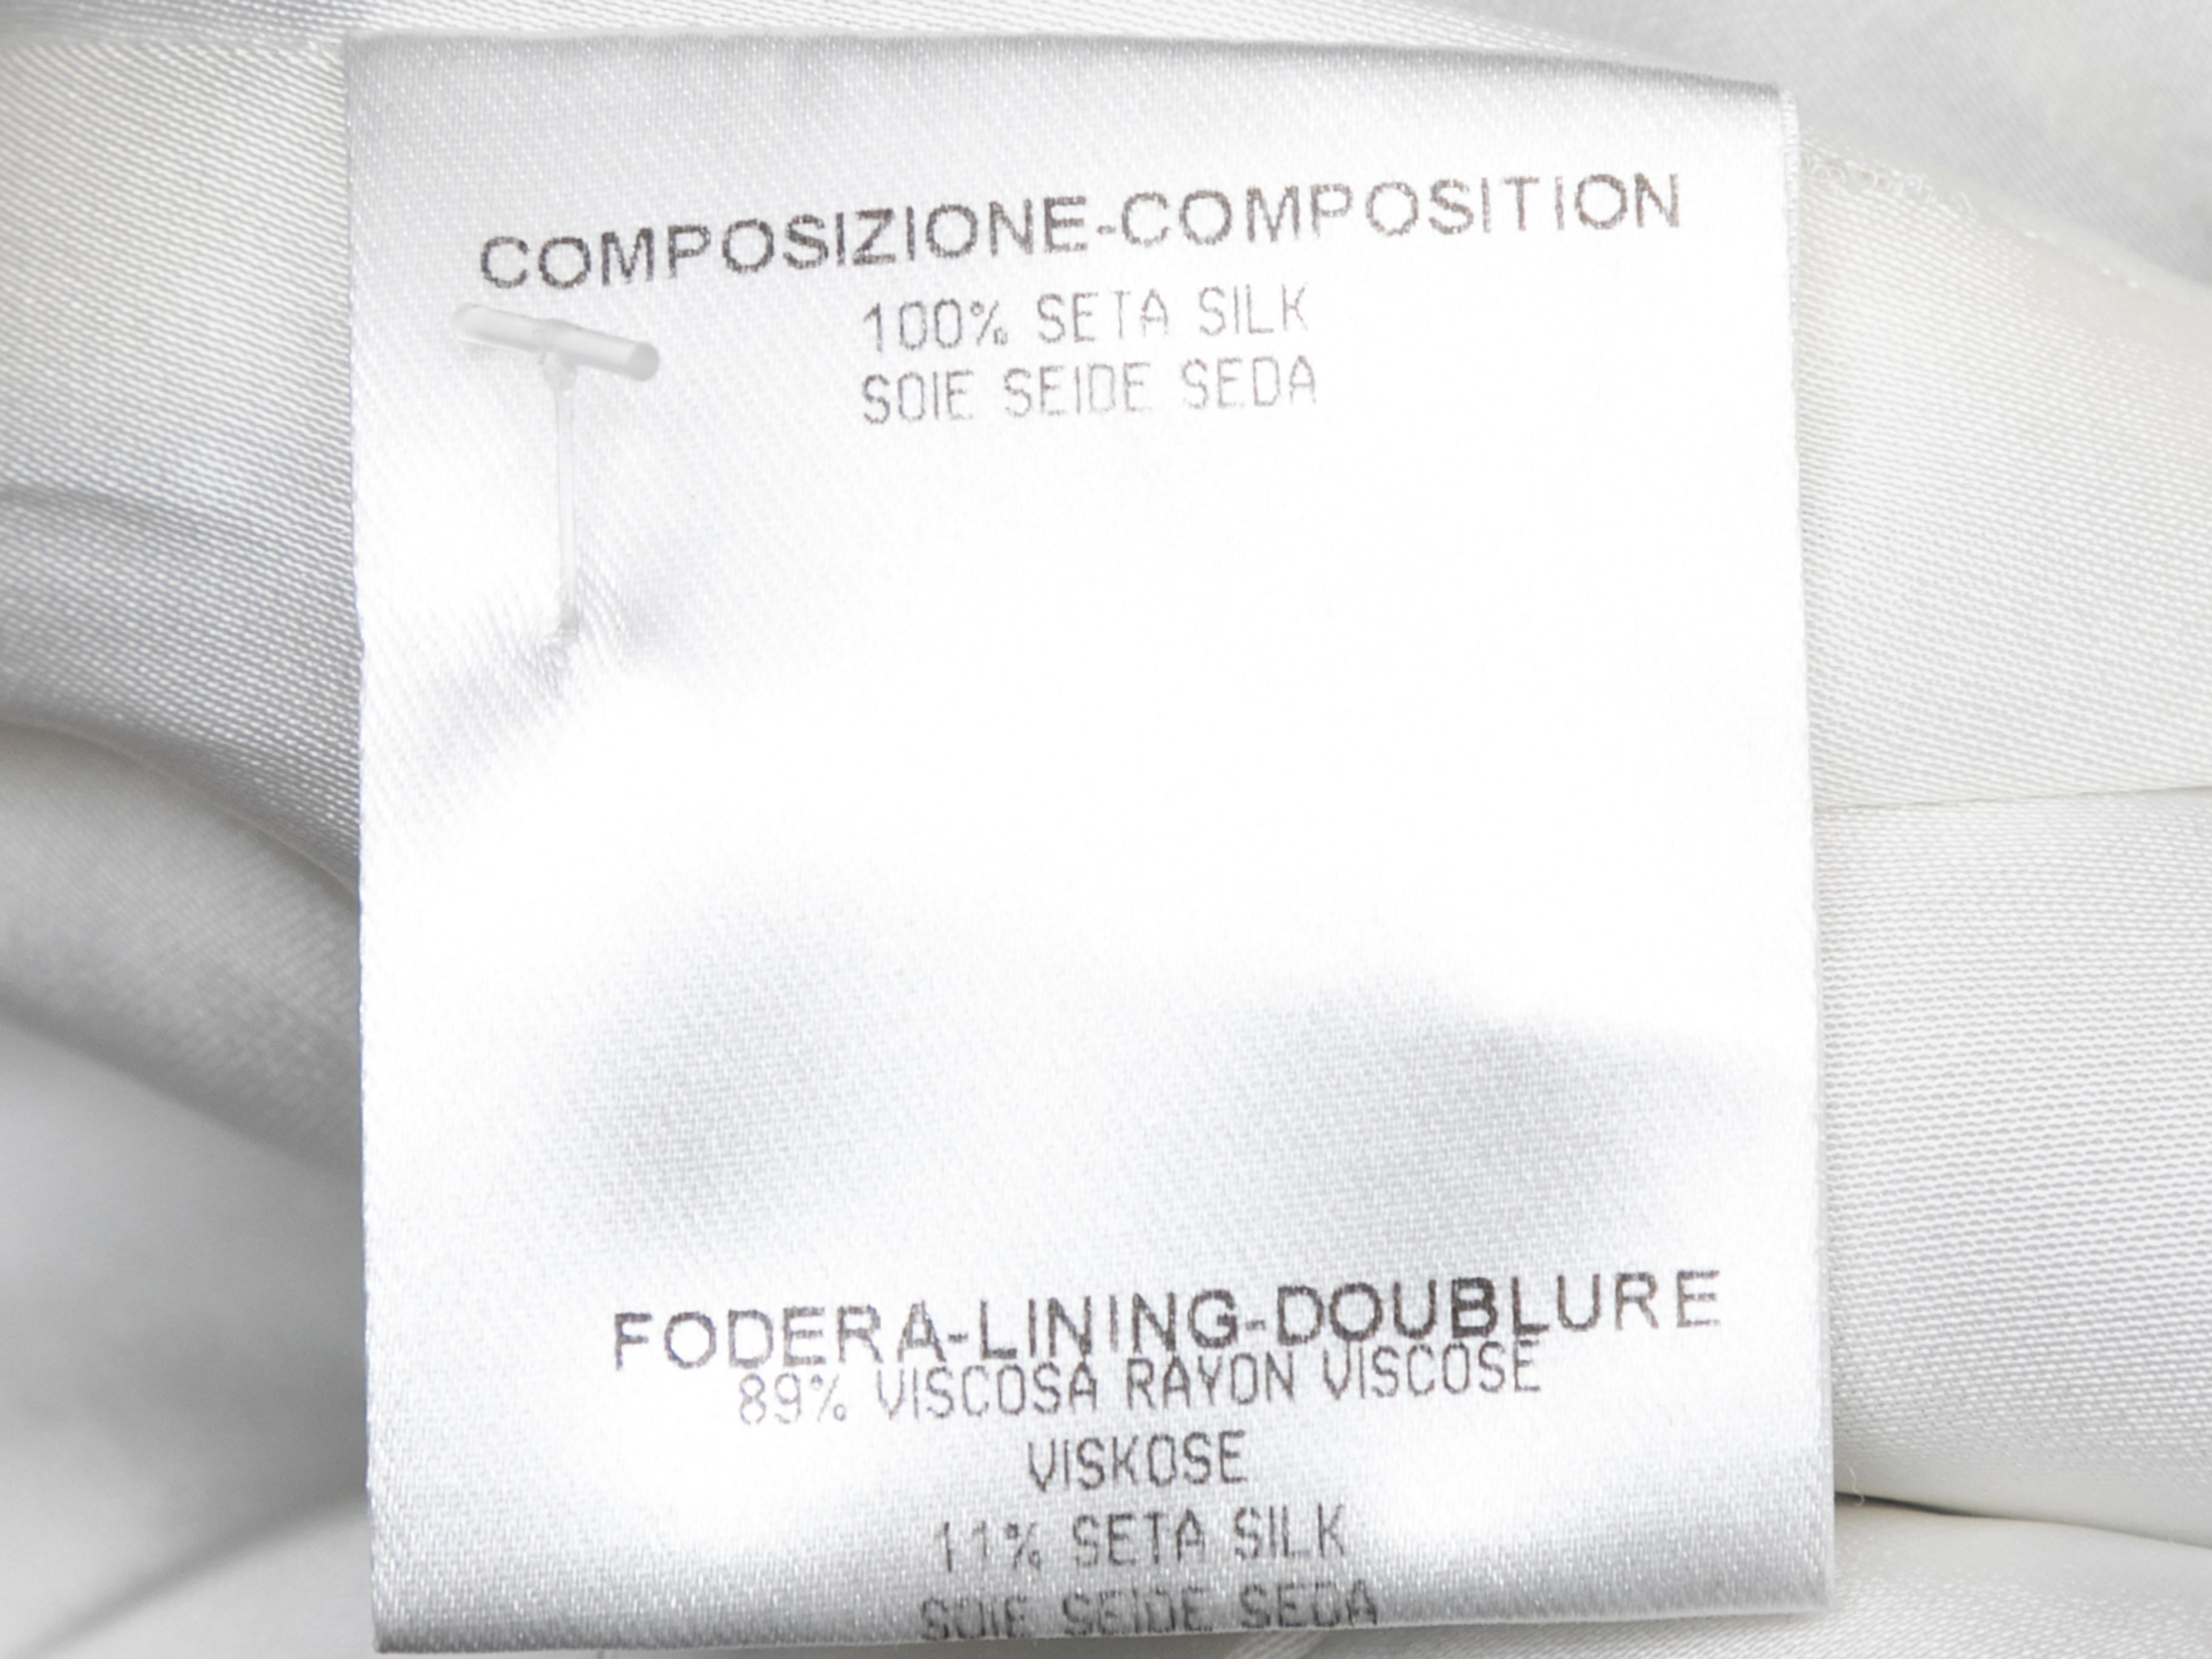 COMPOSIZIONE-COMPOSITION
100% SETA SILK
SOIE SEIDE SEDA
FODERA-LINING-DOUBLURE
89% VISCOSA RAYON VISCOSE
VISKOSE
11% SETA SILK
SOIE SEIDE SEDA